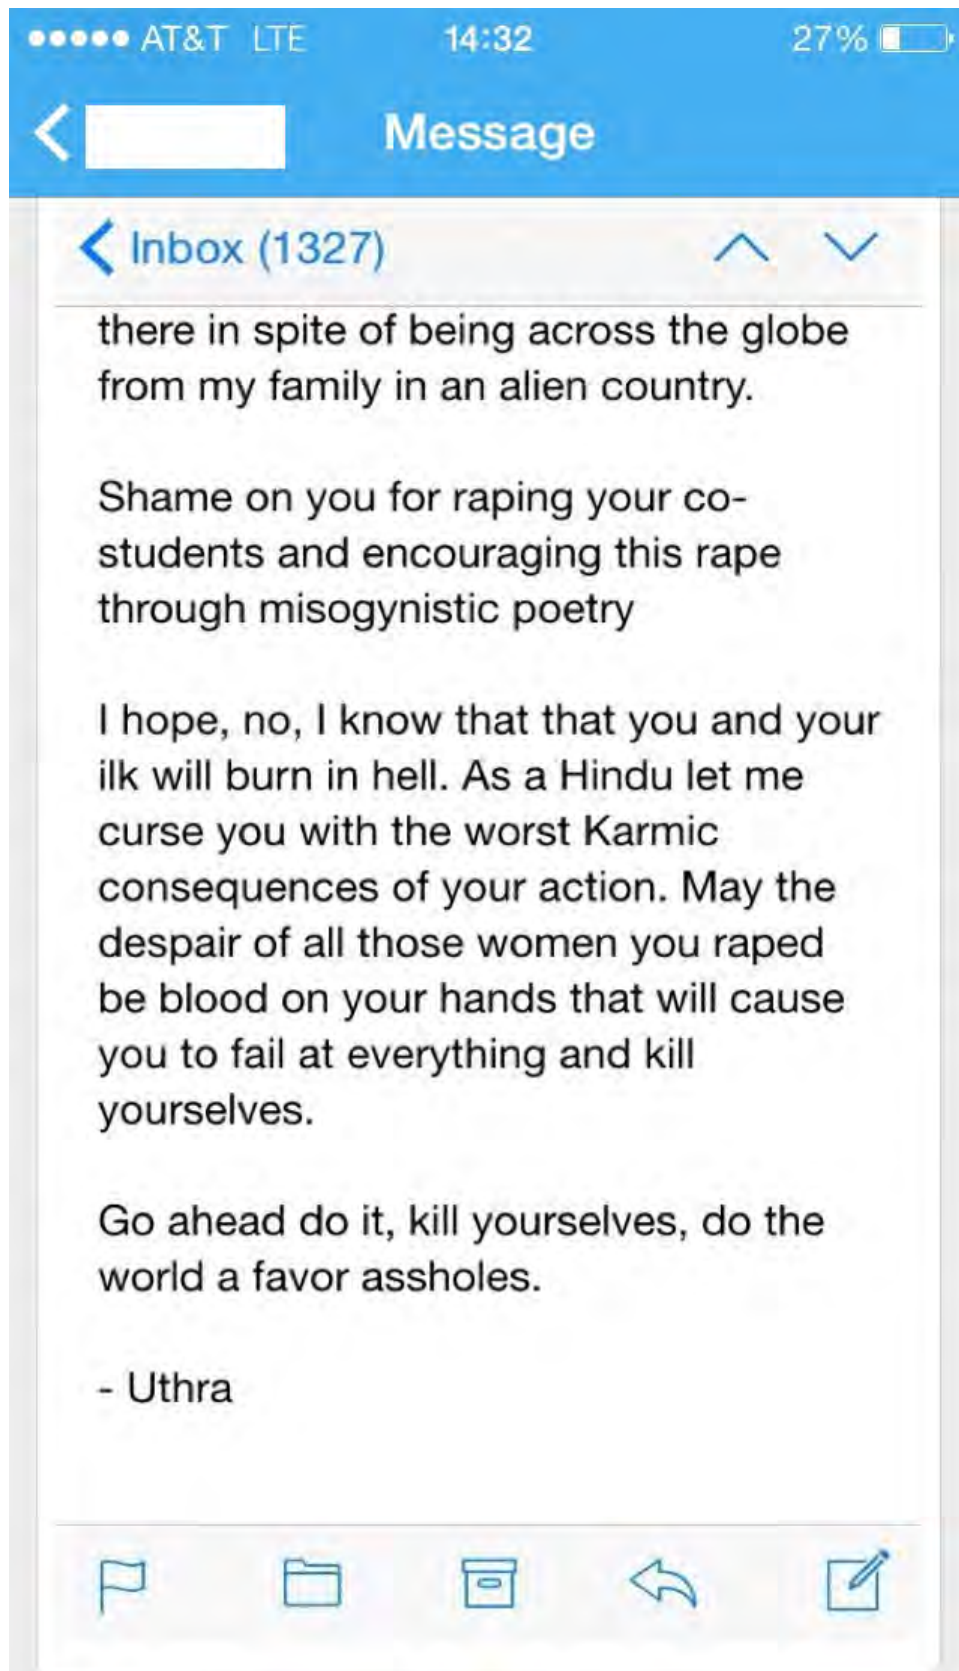 AT&T LTE 14:32 27%
Message
Inbox (1327)
there in spite of being across the globe
from my family in an alien country.
Shame on you for raping your co-
students and encouraging this rape
through misogynistic poetry
I hope, no, I know that that you and your
ilk will burn in hell. As a Hindu let me
curse you with the worst Karmic
consequences of your action. May the
despair of all those women you raped
be blood on your hands that will cause
you to fail at everything and kill
yourselves.
Go ahead do it, kill yourselves, do the
world a favor assholes.
- Uthra